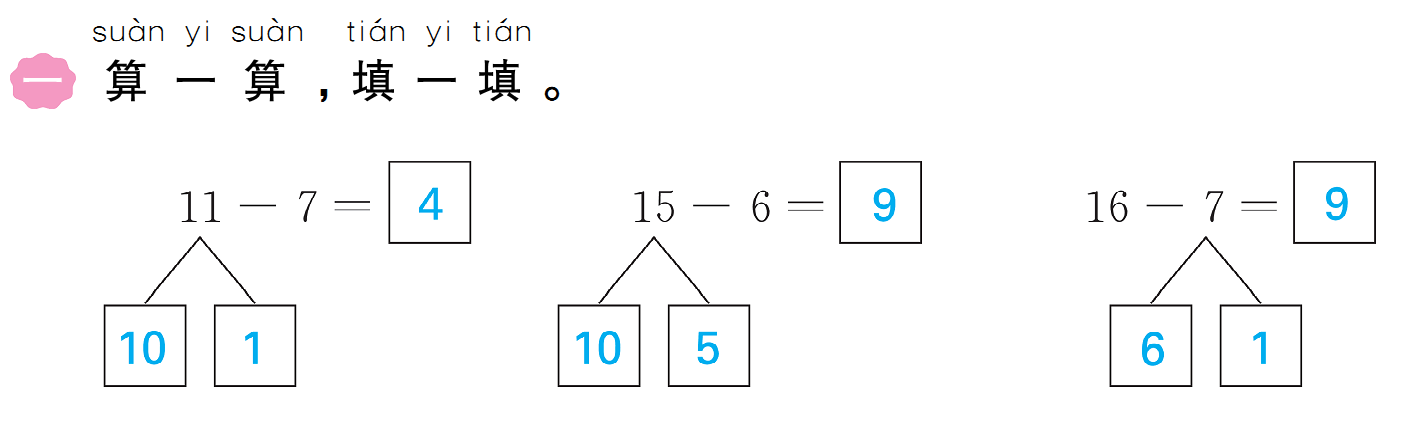 suàn yi suàn tián yi tián
一 算一算，填一填。
11 − 7 = 4 15 − 6 = 9 16 − 7 = 9
10 1 10 5 6 1